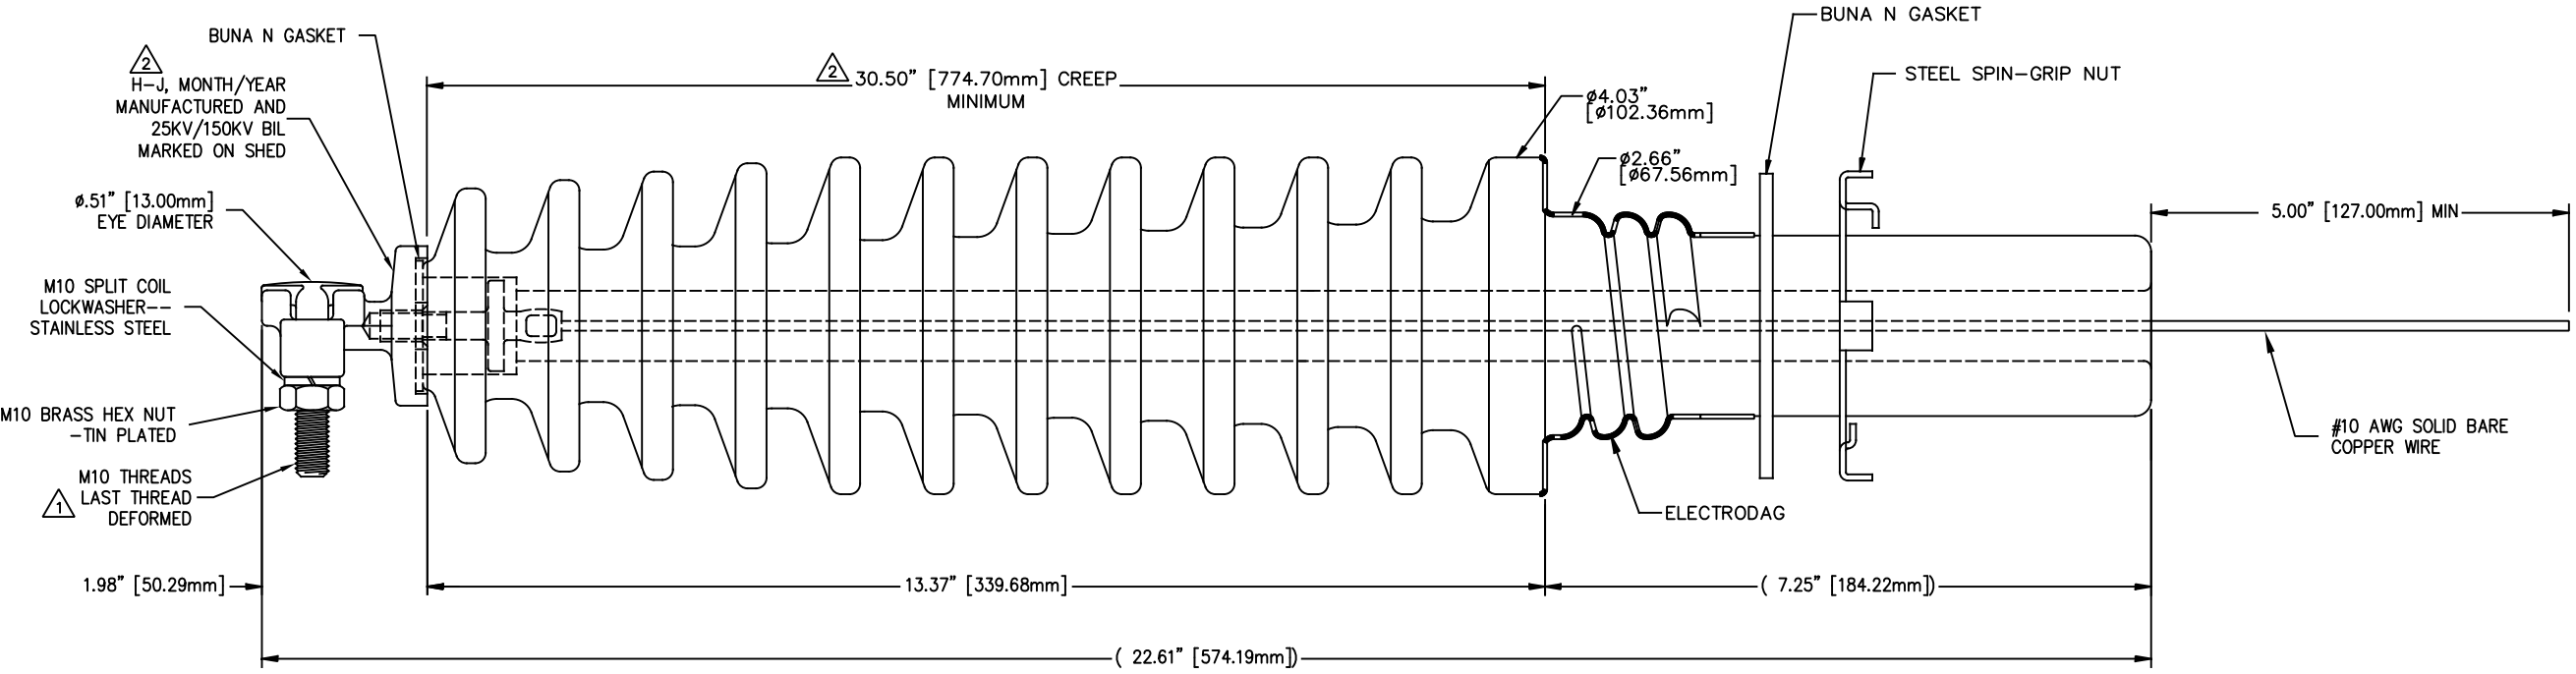 BUNA N GASKET
2
H-J, MONTH/YEAR
MANUFACTURED AND
25KV/150KV BIL
MARKED ON SHED
ø.51" [13.00mm]
EYE DIAMETER
M10 SPLIT COIL
LOCKWASHER--
STAINLESS STEEL
M10 BRASS HEX NUT
-TIN PLATED
M10 THREADS
1 LAST THREAD
DEFORMED
2 30.50" [774.70mm] CREEP
MINIMUM
ø4.03"
[ø102.36mm]
ø2.66"
[ø67.56mm]
BUNA N GASKET
STEEL SPIN-GRIP NUT
5.00" [127.00mm] MIN
#10 AWG SOLID BARE
COPPER WIRE
ELECTRODAG
1.98" [50.29mm]
13.37" [339.68mm]
( 7.25" [184.22mm])
( 22.61" [574.19mm])